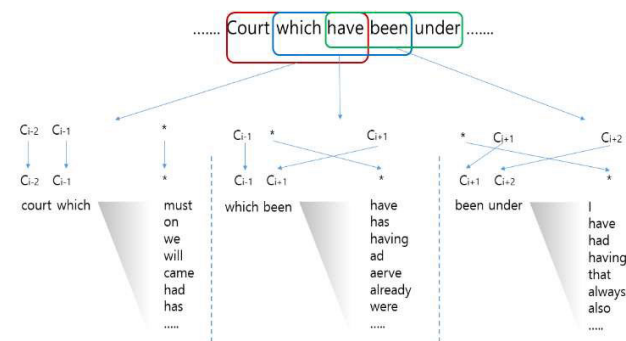 ....... Court which have been under .......
Ci-2 Ci-1 * Ci-1 * Ci+1 * Ci+1 Ci+2
Ci-2 Ci-1 * Ci-1 Ci+1 * Ci+1 Ci+2 *
court which
must
on
we
will
came
had
has
.....
which been
have
has
having
ad
aerve
already
were
.....
been under
I
have
had
having
that
always
also
.....